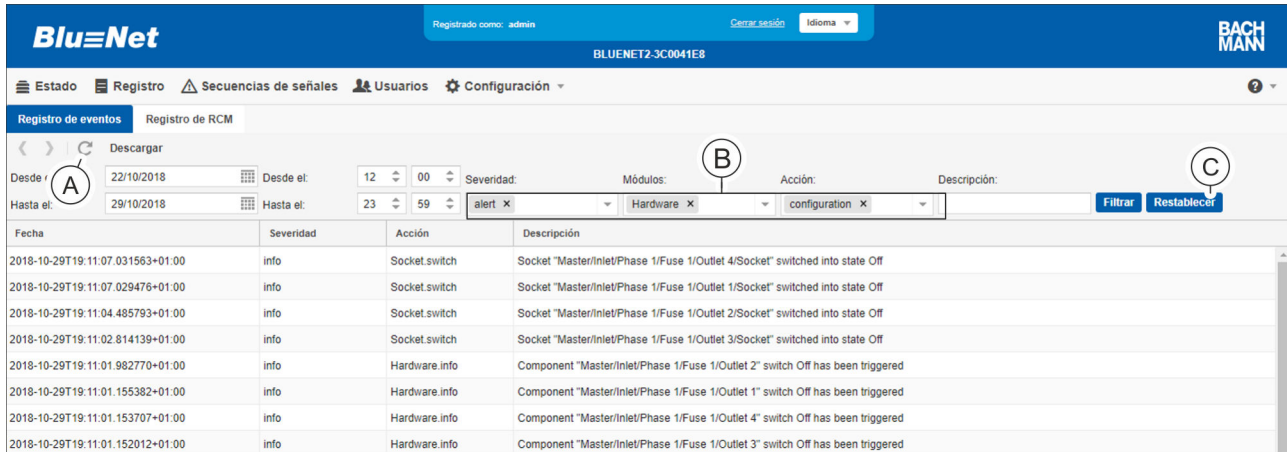 Registrado como: admin Cerrar sesión Idioma
BlueNet
BACH
MANN
BLUENET2-3C0041E8
Estado Registro Secuencias de señales Usuarios Configuración ?
Registro de eventos Registro de RCM
Descargar
A B C
Desde 22/10/2018 Desde el: 12 00 Severidad: Módulos: Acción: Descripción:
Hasta el: 29/10/2018 Hasta el: 23 59 alert × Hardware × configuration × Filtrar Restablecer
Fecha Severidad Acción Descripción
2018-10-29T19:11:07.031563+01:00 info Socket.switch Socket "Master/Inlet/Phase 1/Fuse 1/Outlet 4/Socket" switched into state Off
2018-10-29T19:11:07.029476+01:00 info Socket.switch Socket "Master/Inlet/Phase 1/Fuse 1/Outlet 1/Socket" switched into state Off
2018-10-29T19:11:04.485793+01:00 info Socket.switch Socket "Master/Inlet/Phase 1/Fuse 1/Outlet 2/Socket" switched into state Off
2018-10-29T19:11:02.814139+01:00 info Socket.switch Socket "Master/Inlet/Phase 1/Fuse 1/Outlet 3/Socket" switched into state Off
2018-10-29T19:11:01.982770+01:00 info Hardware.info Component "Master/Inlet/Phase 1/Fuse 1/Outlet 2" switch Off has been triggered
2018-10-29T19:11:01.155382+01:00 info Hardware.info Component "Master/Inlet/Phase 1/Fuse 1/Outlet 1" switch Off has been triggered
2018-10-29T19:11:01.153707+01:00 info Hardware.info Component "Master/Inlet/Phase 1/Fuse 1/Outlet 4" switch Off has been triggered
2018-10-29T19:11:01.152012+01:00 info Hardware.info Component "Master/Inlet/Phase 1/Fuse 1/Outlet 3" switch Off has been triggered